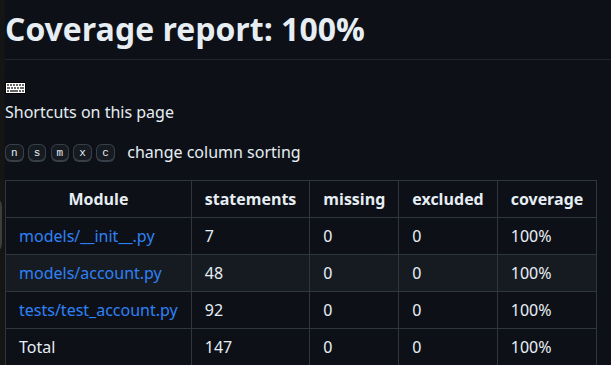 Coverage report: 100%
Shortcuts on this page
n s m x c change column sorting
Module statements missing excluded coverage
models/__init__.py 7 0 0 100%
models/account.py 48 0 0 100%
tests/test_account.py 92 0 0 100%
Total 147 0 0 100%